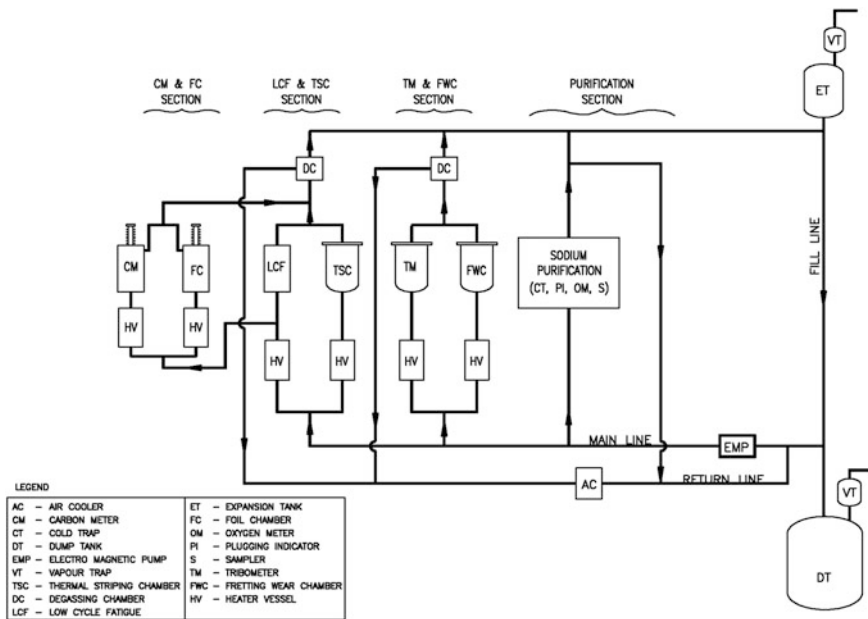 CM & FC
SECTION
LCF & TSC
SECTION
TM & FWC
SECTION
PURIFICATION
SECTION
VT
ET
DC
DC
CM
FC
LCF
TSC
TM
FWC
SODIUM
PURIFICATION
(CT, PI, OM, S)
FILL LINE
HV
HV
HV
HV
HV
HV
MAIN LINE
EMP
RETURN LINE
AC
VT
DT
LEGEND
AC – AIR COOLER
CM – CARBON METER
CT – COLD TRAP
DT – DUMP TANK
EMP – ELECTRO MAGNETIC PUMP
VT – VAPOUR TRAP
TSC – THERMAL STRIPING CHAMBER
DC – DEGASSING CHAMBER
LCF – LOW CYCLE FATIGUE
ET – EXPANSION TANK
FC – FOIL CHAMBER
OM – OXYGEN METER
PI – PLUGGING INDICATOR
S – SAMPLER
TM – TRIBOMETER
FWC – FRETTING WEAR CHAMBER
HV – HEATER VESSEL